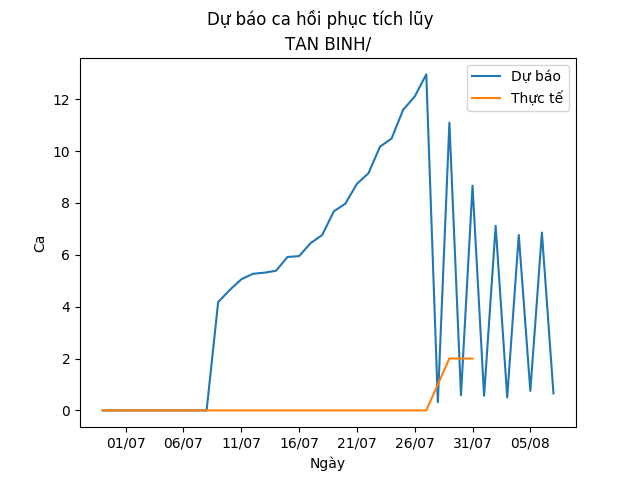 Dự báo ca hồi phục tích lũy
TAN BINH/
Dự báo
Thực tế
Ca
12
10
8
6
4
2
0
01/07
06/07
11/07
16/07
21/07
26/07
31/07
05/08
Ngày